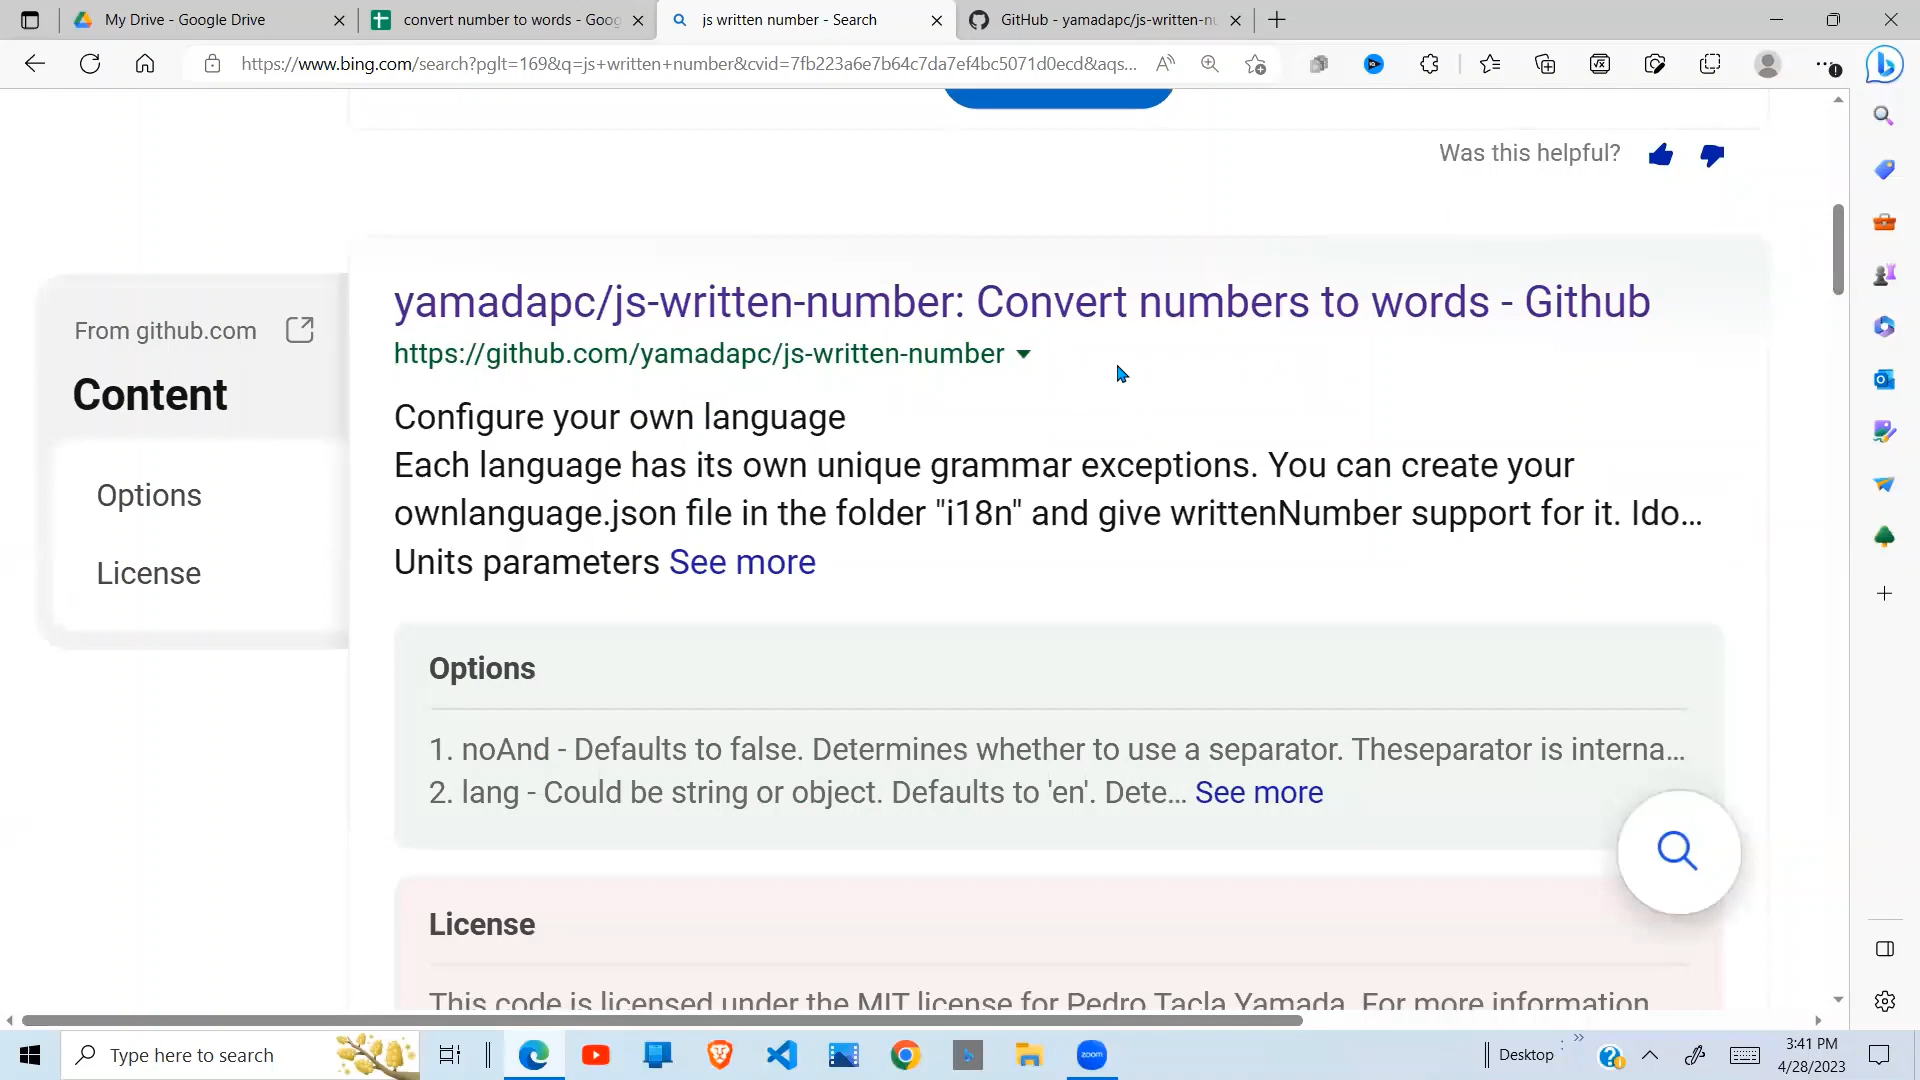 My Drive - Google Drive
convert number to words - Goog
js written number - Search
GitHub - yamadapc/js-written-nu
https://www.bing.com/search?pglt=169&q=js+written+number&cvid=7fb223a6e7b64c7da7ef4bc5071d0ecd&aqs...
Was this helpful?
From github.com
Content
Options
License
yamadapc/js-written-number: Convert numbers to words - Github
https://github.com/yamadapc/js-written-number
Configure your own language
Each language has its own unique grammar exceptions. You can create your
ownlanguage.json file in the folder "i18n" and give writtenNumber support for it. Ido...
Units parameters See more
Options
1. noAnd - Defaults to false. Determines whether to use a separator. Theseparator is interna...
2. lang - Could be string or object. Defaults to 'en'. Dete... See more
License
This code is licensed under the MIT license for Pedro Tacla Yamada. For more information
Type here to search
zoom
Desktop
3:41 PM
4/28/2023